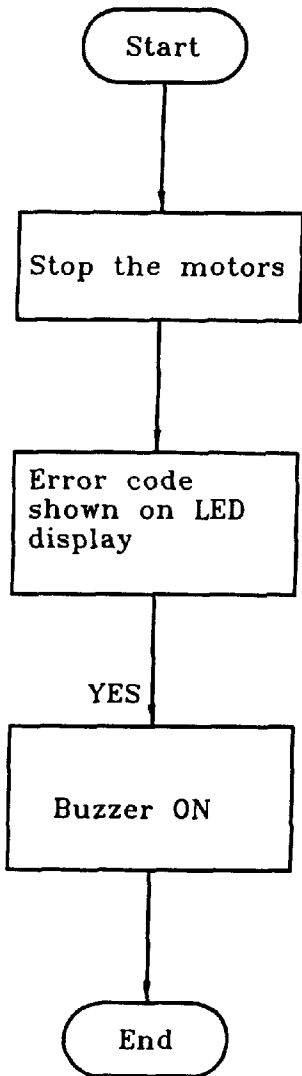 Start
Stop the motors
Error code
shown on LED
display
YES
Buzzer ON
End